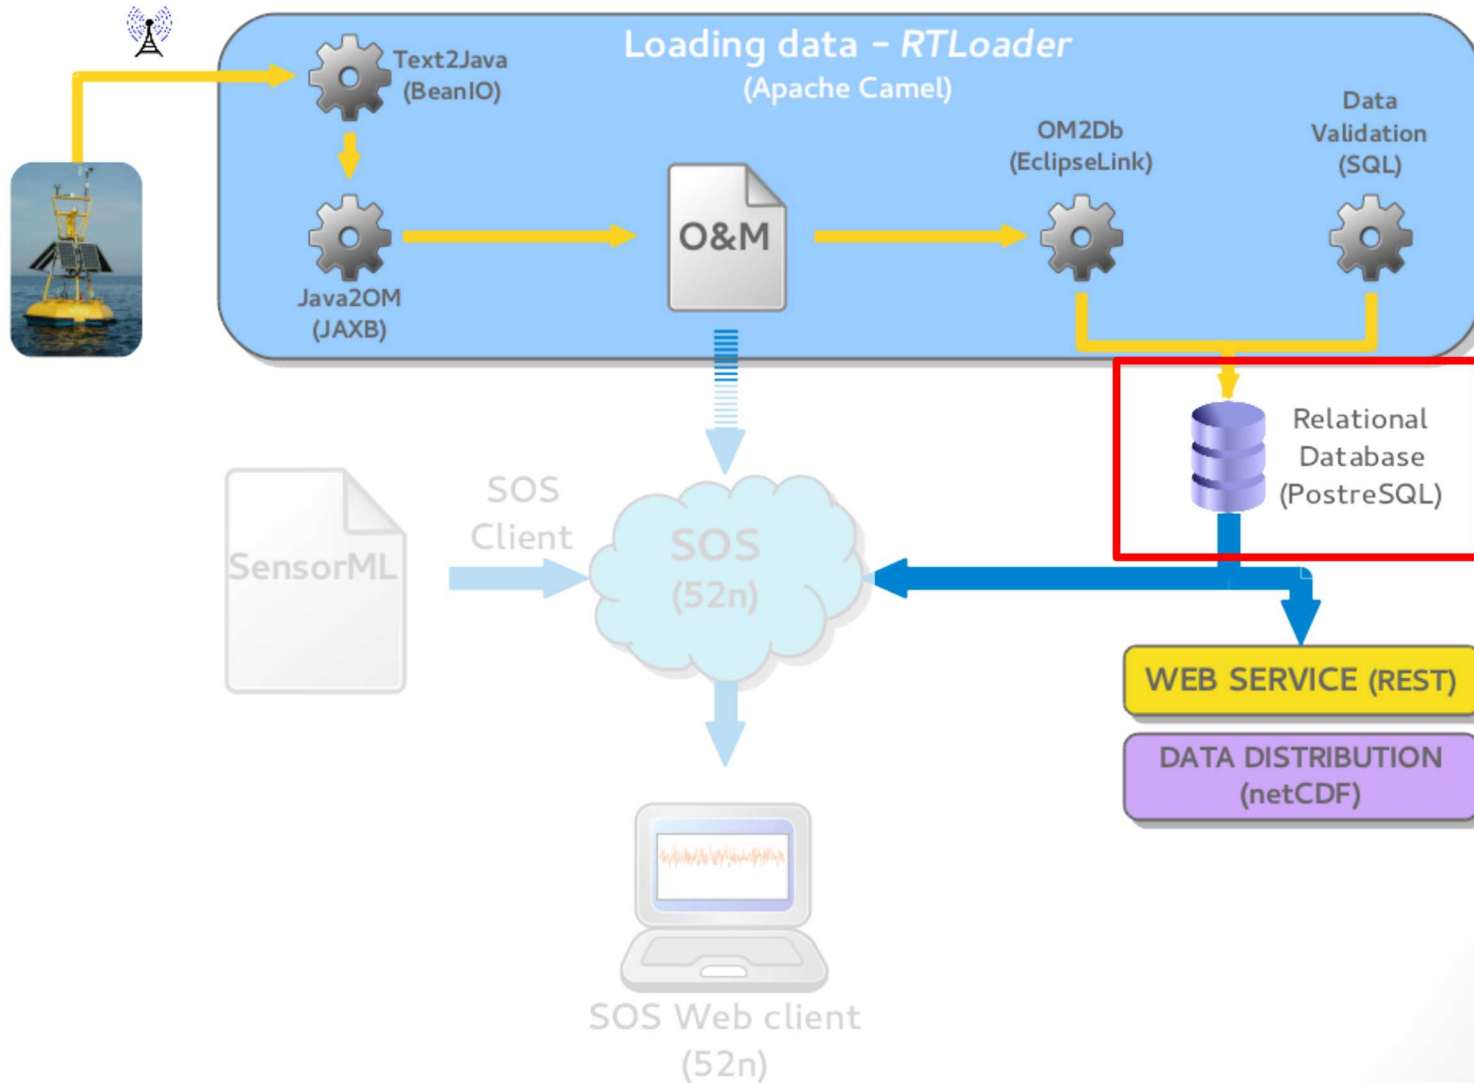 Loading data - RTLoader
(Apache Camel)
Text2Java
(BeanIO)
Java2OM
(JAXB)
O&M
OM2Db
(EclipseLink)
Data
Validation
(SQL)
Relational
Database
(PostreSQL)
SensorML
SOS
Client
SOS
(52n)
WEB SERVICE (REST)
DATA DISTRIBUTION
(netCDF)
SOS Web client
(52n)